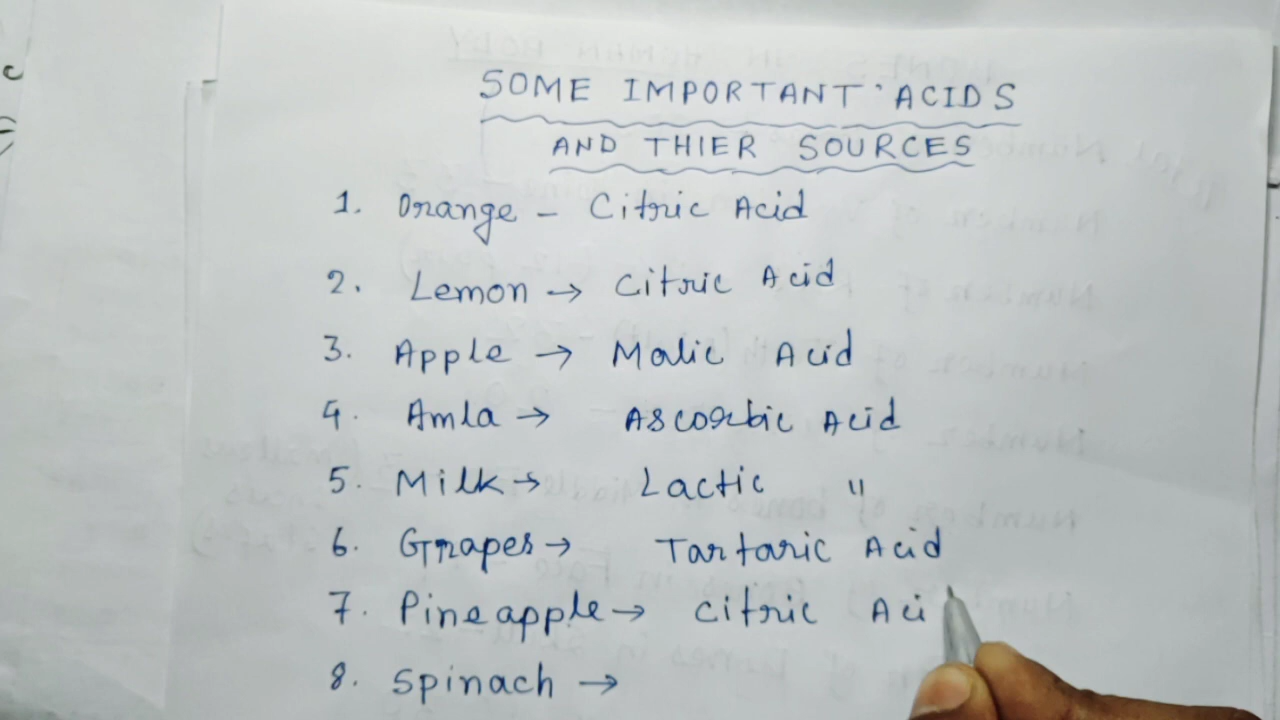 SOME IMPORTANT ACIDS
AND THIER SOURCES
1. Orange - Citric Acid
2. Lemon → Citric Acid
3. Apple → Malic Acid
4. Amla → Ascorbic Acid
5. Milk → Lactic "
6. Grapes → Tartaric Acid
7. Pineapple → Citric Aci
8. Spinach →